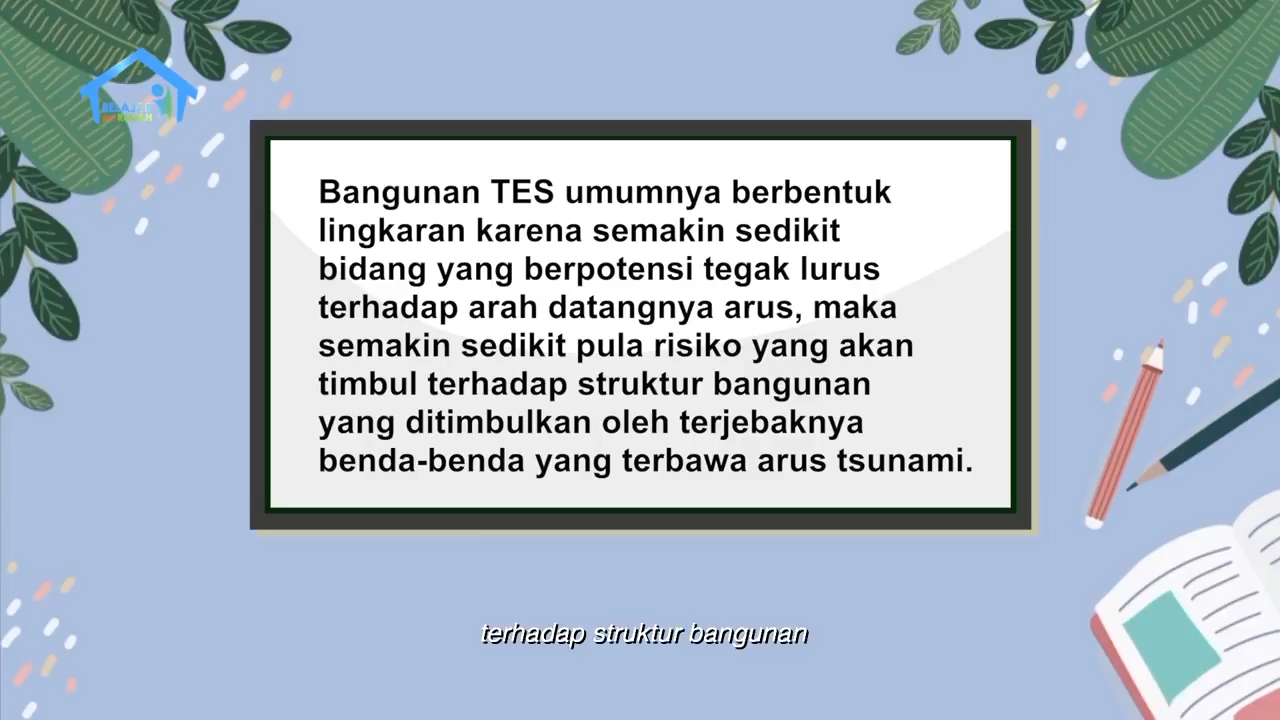 BELAJAR
RUMAH
Bangunan TES umumnya berbentuk
lingkaran karena semakin sedikit
bidang yang berpotensi tegak lurus
terhadap arah datangnya arus, maka
semakin sedikit pula risiko yang akan
timbul terhadap struktur bangunan
yang ditimbulkan oleh terjebaknya
benda-benda yang terbawa arus tsunami.
terhadap struktur bangunan